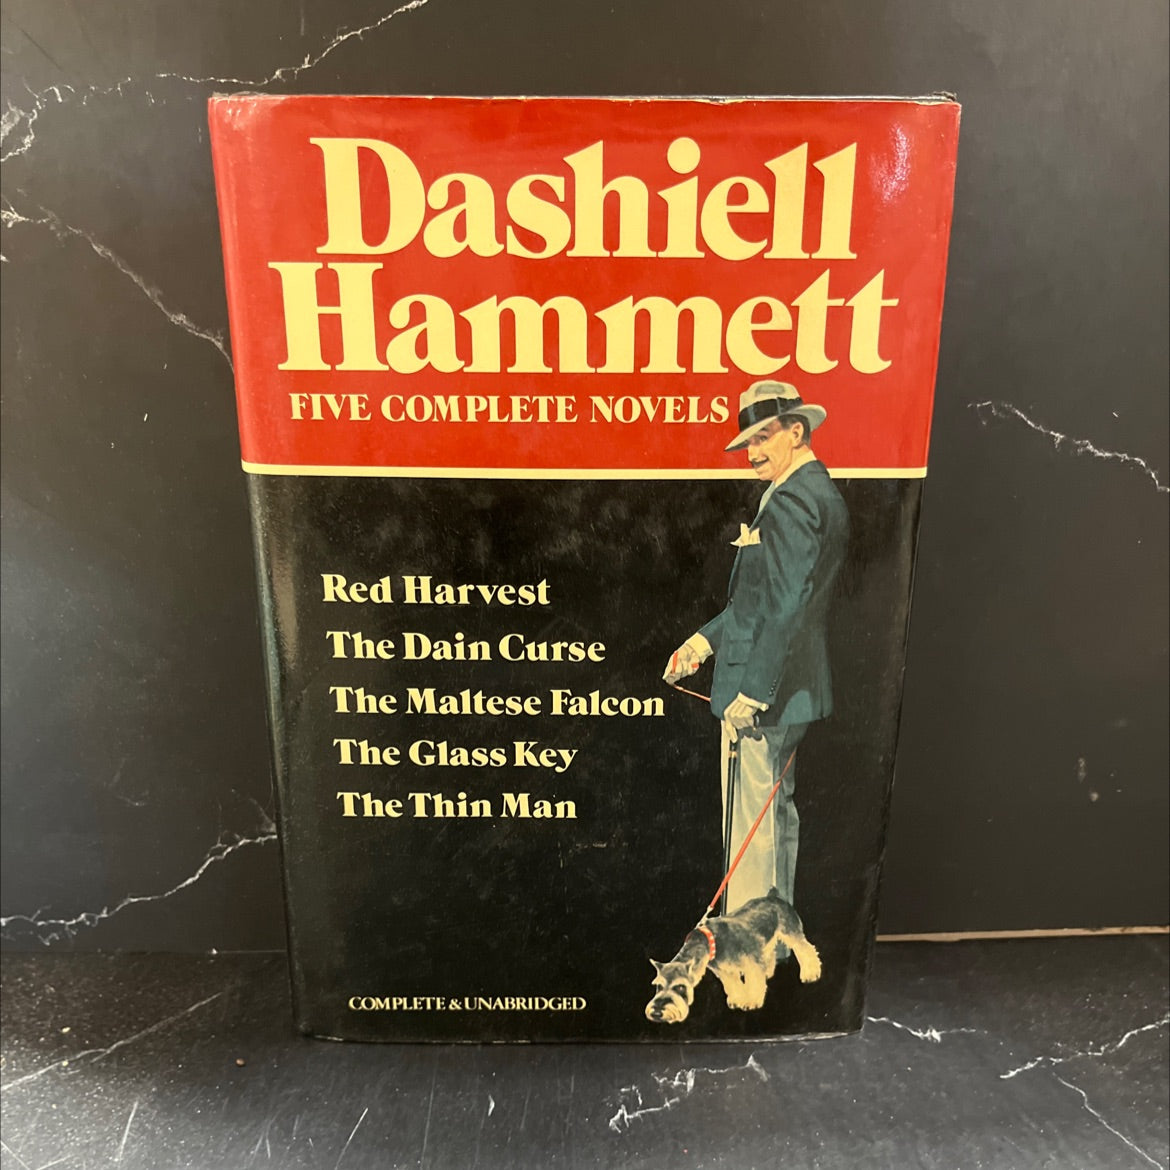 Dashiell
Hammett
FIVE COMPLETE NOVELS
Red Harvest
The Dain Curse
The Maltese Falcon
The Glass Key
The Thin Man
COMPLETE & UNABRIDGED